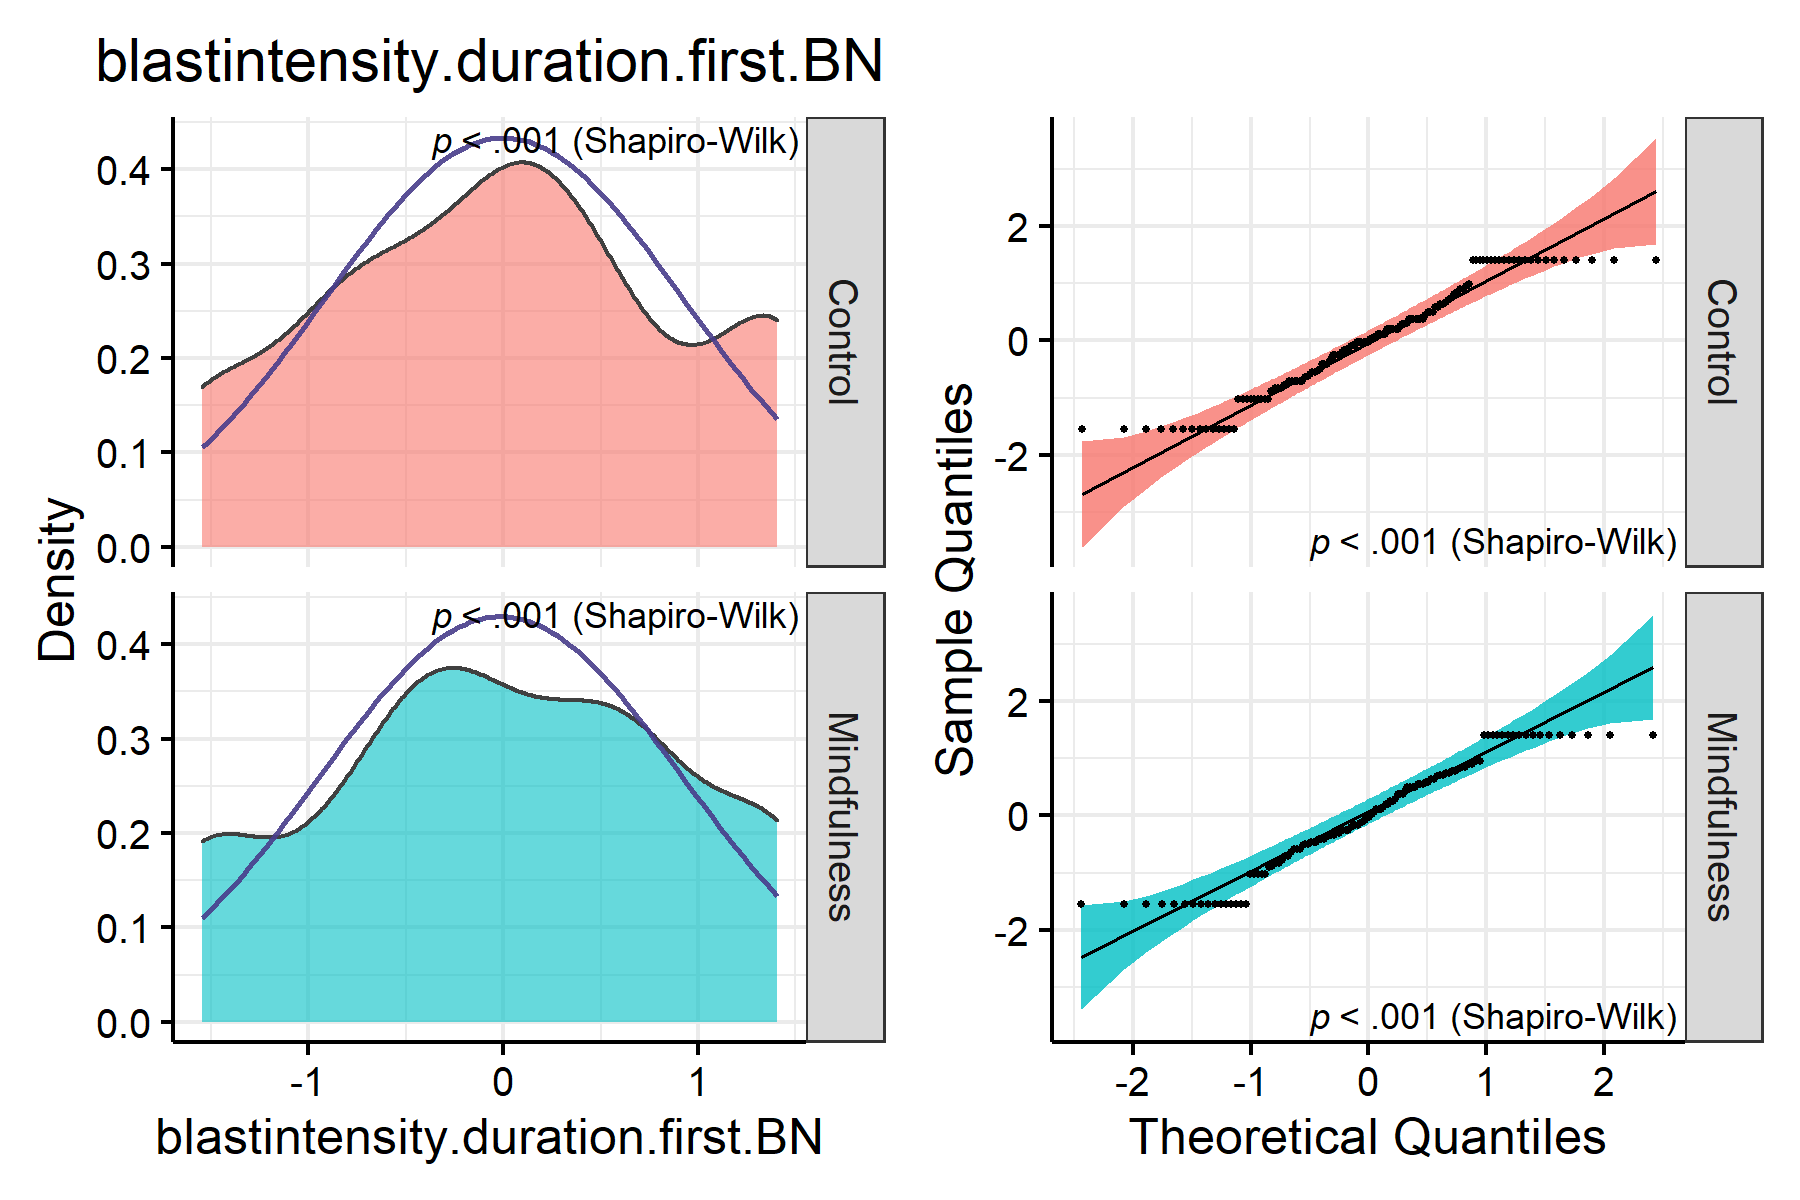 blastintensity.duration.first.BN
p < .001 (Shapiro-Wilk)
0.4
0.3
0.2
0.1
0.0
Control
p < .001 (Shapiro-Wilk)
0.4
0.3
0.2
0.1
0.0
Mindfulness
Density
-1 0 1
blastintensity.duration.first.BN
2
0
-2
p < .001 (Shapiro-Wilk)
Control
2
0
-2
p < .001 (Shapiro-Wilk)
Mindfulness
Sample Quantiles
-2 -1 0 1 2
Theoretical Quantiles